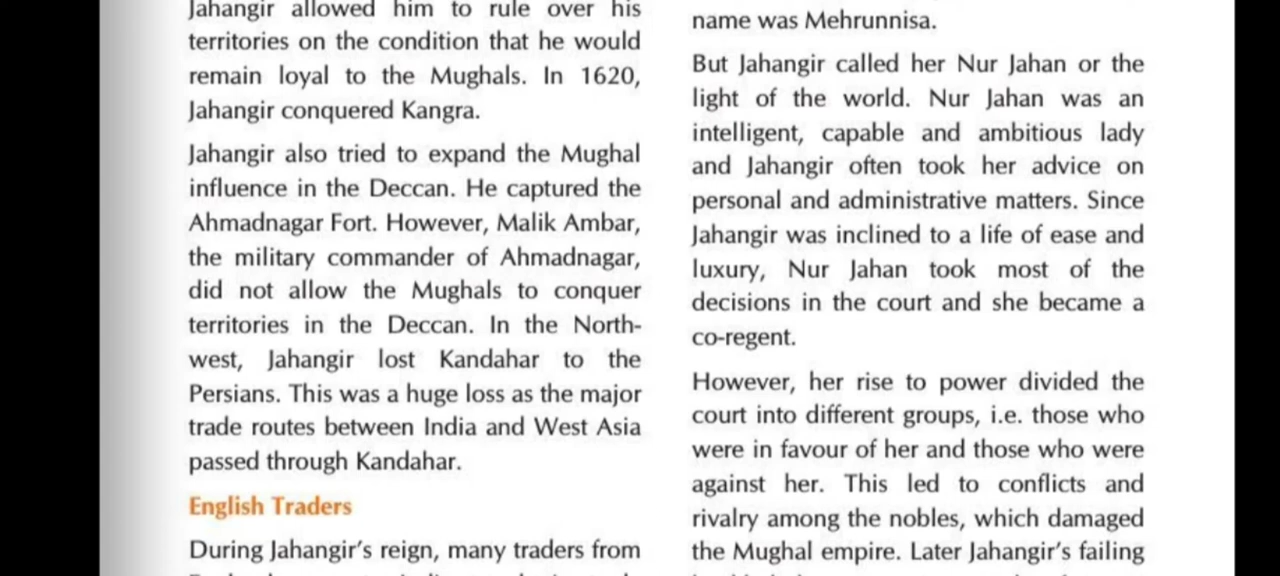 Jahangir allowed him to rule over his
territories on the condition that he would
remain loyal to the Mughals. In 1620,
Jahangir conquered Kangra.
Jahangir also tried to expand the Mughal
influence in the Deccan. He captured the
Ahmadnagar Fort. However, Malik Ambar,
the military commander of Ahmadnagar,
did not allow the Mughals to conquer
territories in the Deccan. In the North-
west, Jahangir lost Kandahar to the
Persians. This was a huge loss as the major
trade routes between India and West Asia
passed through Kandahar.
English Traders
During Jahangir's reign, many traders from
name was Mehrunnisa.
But Jahangir called her Nur Jahan or the
light of the world. Nur Jahan was an
intelligent, capable and ambitious lady
and Jahangir often took her advice on
personal and administrative matters. Since
Jahangir was inclined to a life of ease and
luxury, Nur Jahan took most of the
decisions in the court and she became a
co-regent.
However, her rise to power divided the
court into different groups, i.e. those who
were in favour of her and those who were
against her. This led to conflicts and
rivalry among the nobles, which damaged
the Mughal empire. Later Jahangir's failing